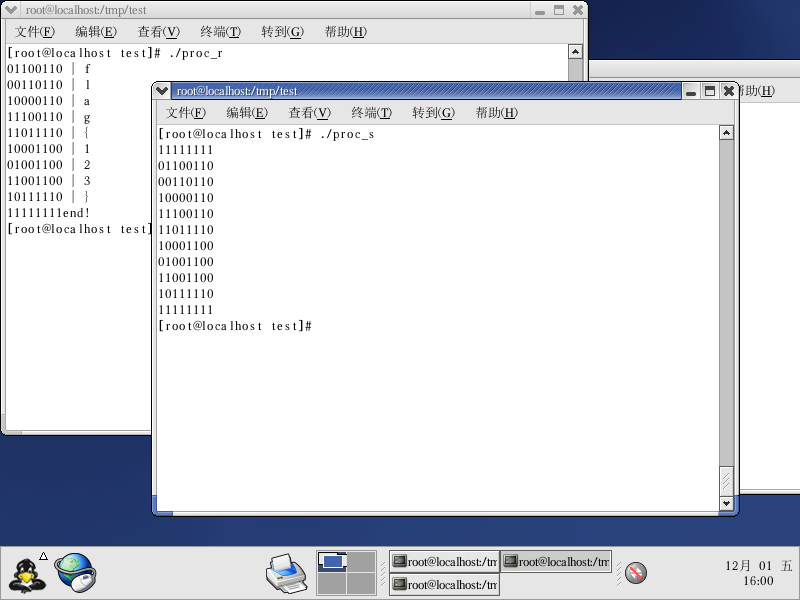 root@localhost:/tmp/test
文件(F) 编辑(E) 查看(V) 终端(T) 转到(G) 帮助(H)
[root@localhost test]# ./proc_r
01100110 | f
00110110 | l
10000110 | a
11100110 | g
11011110 | {
10001100 | 1
01001100 | 2
11001100 | 3
10111110 | }
11111111end!
[root@localhost test]
帮助(H)
root@localhost:/tmp/test
文件(F) 编辑(E) 查看(V) 终端(T) 转到(G) 帮助(H)
[root@localhost test]# ./proc_s
11111111
01100110
00110110
10000110
11100110
11011110
10001100
01001100
11001100
10111110
11111111
[root@localhost test]#
root@localhost:/tm
root@localhost:/tm
root@localhost:/tm
12月 01 五
16:00